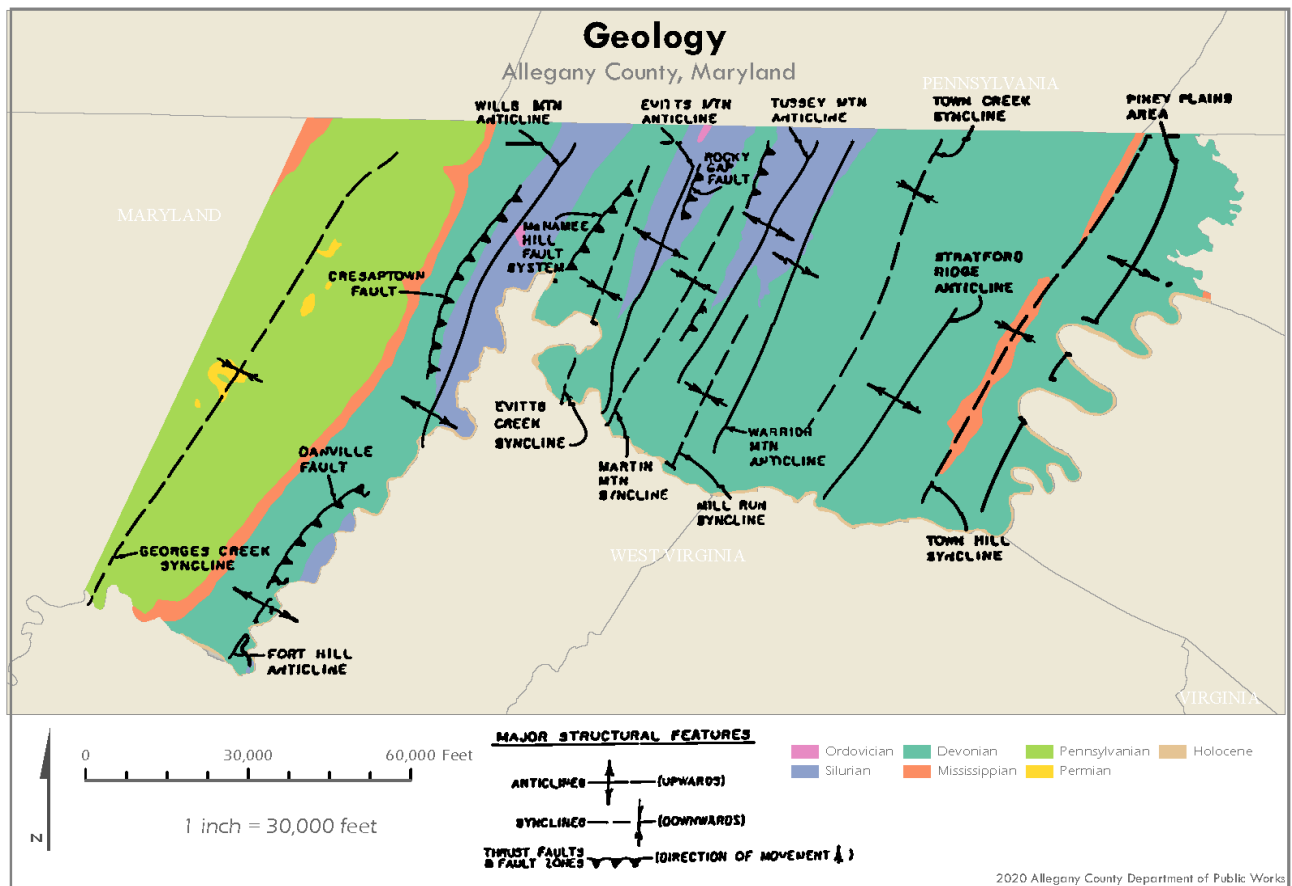 Geology
Allegany County, Maryland
PENNSYLVANIA
WILLS MTN
ANTICLINE
EVITTS MTN
ANTICLINE
TUSSEY MTN
ANTICLINE
TOWN CREEK
SYNCLINE
PINEY PLAINS
AREA
ROCKY
GAP
FAULT
MARYLAND
McNAMEE
HILL
FAULT
SYSTEM
CRESAPTOWN
FAULT
STRATFORD
RIDGE
ANTICLINE
EVITTS
CREEK
SYNCLINE
WARRIOR
MTN
ANTICLINE
DANVILLE
FAULT
MARTIN
MTN
SYNCLINE
MILL RUN
SYNCLINE
TOWN HILL
SYNCLINE
GEORGES CREEK
SYNCLINE
WEST VIRGINIA
FORT HILL
ANTICLINE
VIRGINIA
N
0 30,000 60,000 Feet
1 inch = 30,000 feet
MAJOR STRUCTURAL FEATURES
ANTICLINES (UPWARDS)
SYNCLINES (DOWNWARDS)
THRUST FAULTS
& FAULT ZONES (DIRECTION OF MOVEMENT )
Ordovician Devonian Pennsylvanian Holocene
Silurian Mississippian Permian
2020 Allegany County Department of Public Works